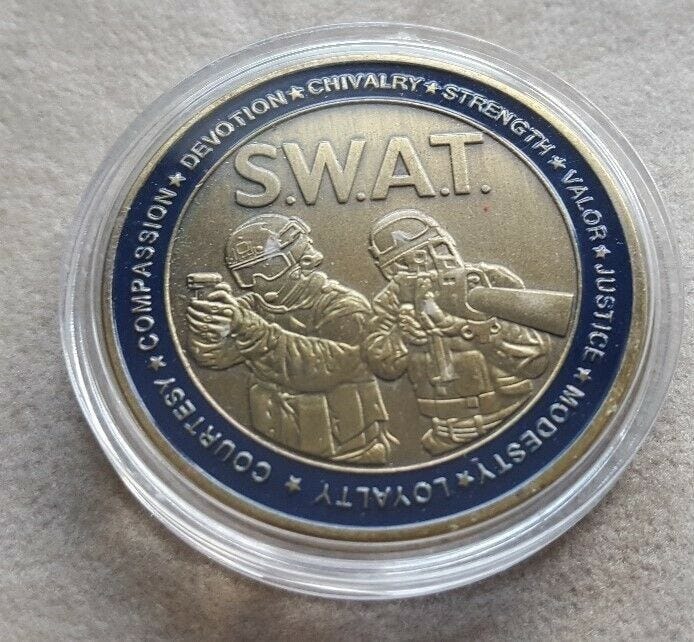 S.W.A.T.
COURTESY ★ COMPASSION ★ DEVOTION ★ CHIVALRY ★ STRENGTH ★ VALOR ★ JUSTICE ★ MODESTY ★ LOYALTY ★